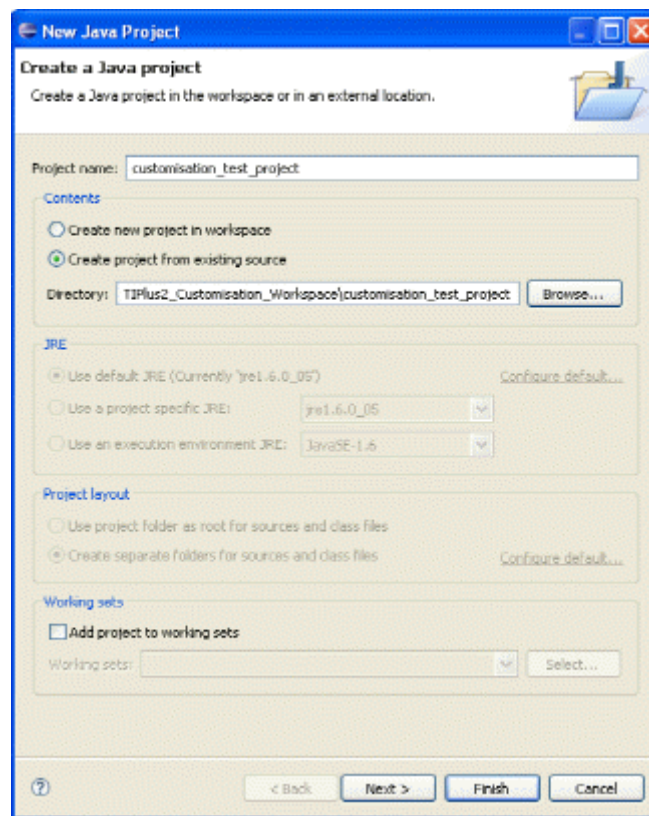 New Java Project
Create a Java project
Create a Java project in the workspace or in an external location.
Project name: customisation_test_project
Contents
Create new project in workspace
Create project from existing source
Directory: TIPlus2_Customisation_Workspace\customisation_test_project Browse...
JRE
Use default JRE (Currently 'jre1.6.0_05') Configure default...
Use a project specific JRE: jre1.6.0_05
Use an execution environment JRE: JavaSE-1.6
Project layout
Use project folder as root for sources and class files
Create separate folders for sources and class files Configure default...
Working sets
Add project to working sets
Working sets: Select...
? < Back Next > Finish Cancel